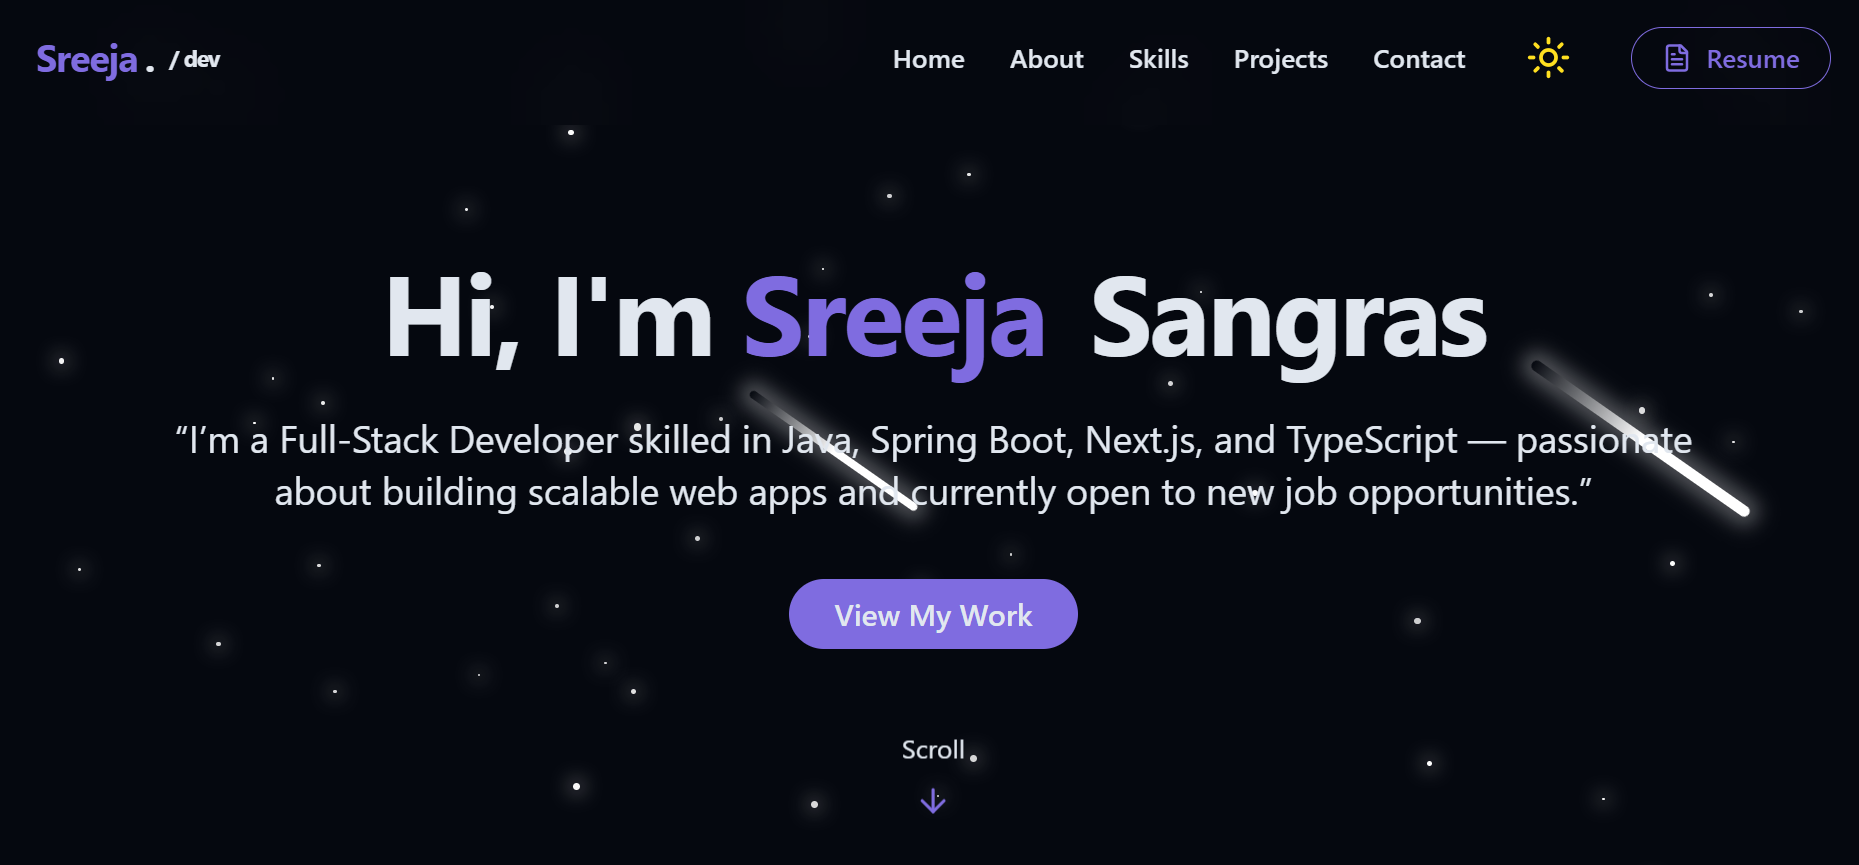 Sreeja . / dev
Home About Skills Projects Contact Resume
Hi, I'm Sreeja Sangras
“I’m a Full-Stack Developer skilled in Java, Spring Boot, Next.js, and TypeScript — passionate
about building scalable web apps and currently open to new job opportunities.”
View My Work
Scroll